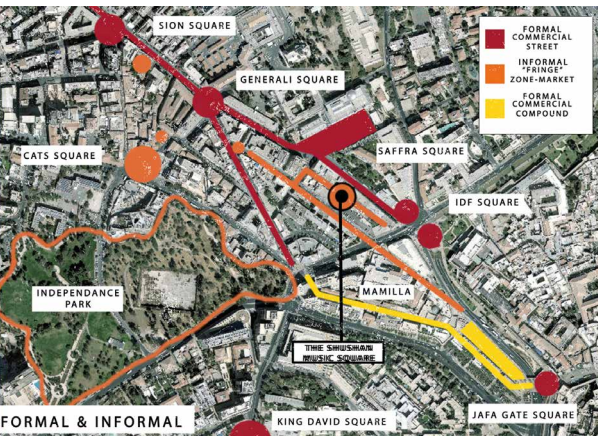 SION SQUARE
FORMAL
COMMERCIAL
STREET
INFORMAL
"FRINGE"
ZONE-MARKET
FORMAL
COMMERCIAL
COMPOUND
GENERALI SQUARE
CATS SQUARE
SAFFRA SQUARE
IDF SQUARE
INDEPENDANCE
PARK
MAMILLA
THE SHUSHAN
MUSIC SQUARE
FORMAL & INFORMAL
KING DAVID SQUARE
JAFA GATE SQUARE